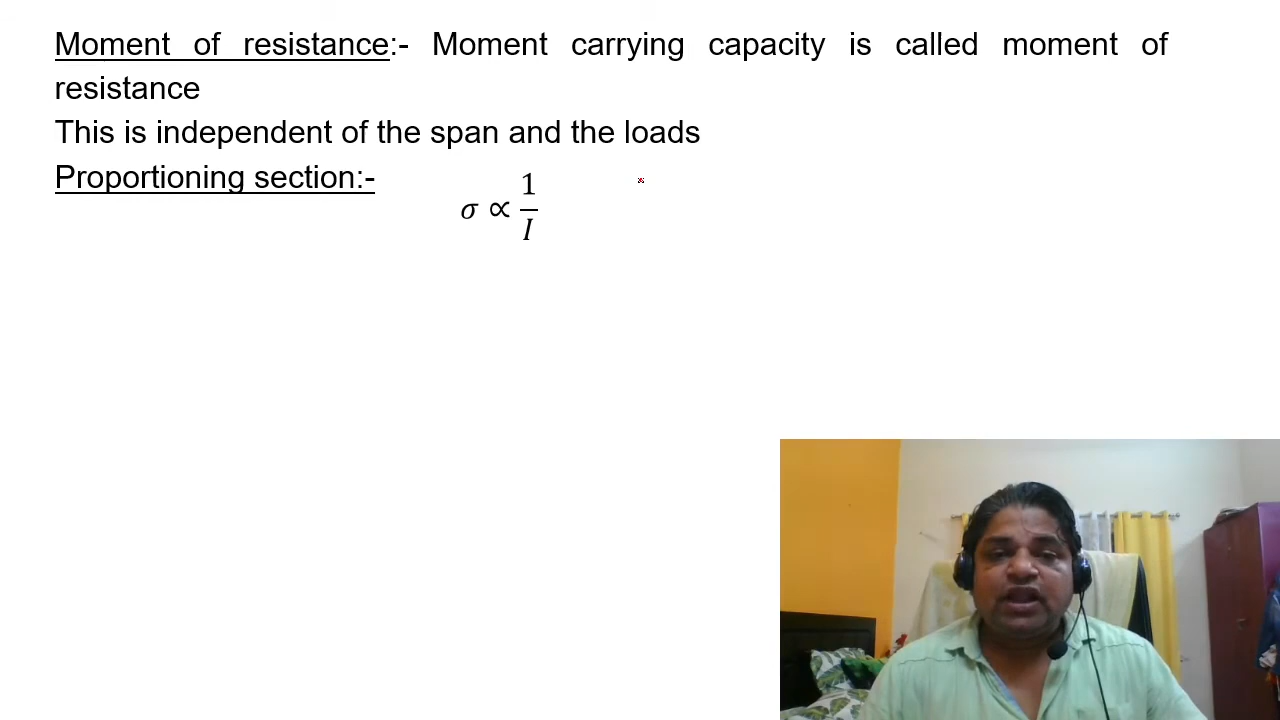 Moment of resistance:- Moment carrying capacity is called moment of
resistance
This is independent of the span and the loads
Proportioning section:-
σ ∝ 1/I